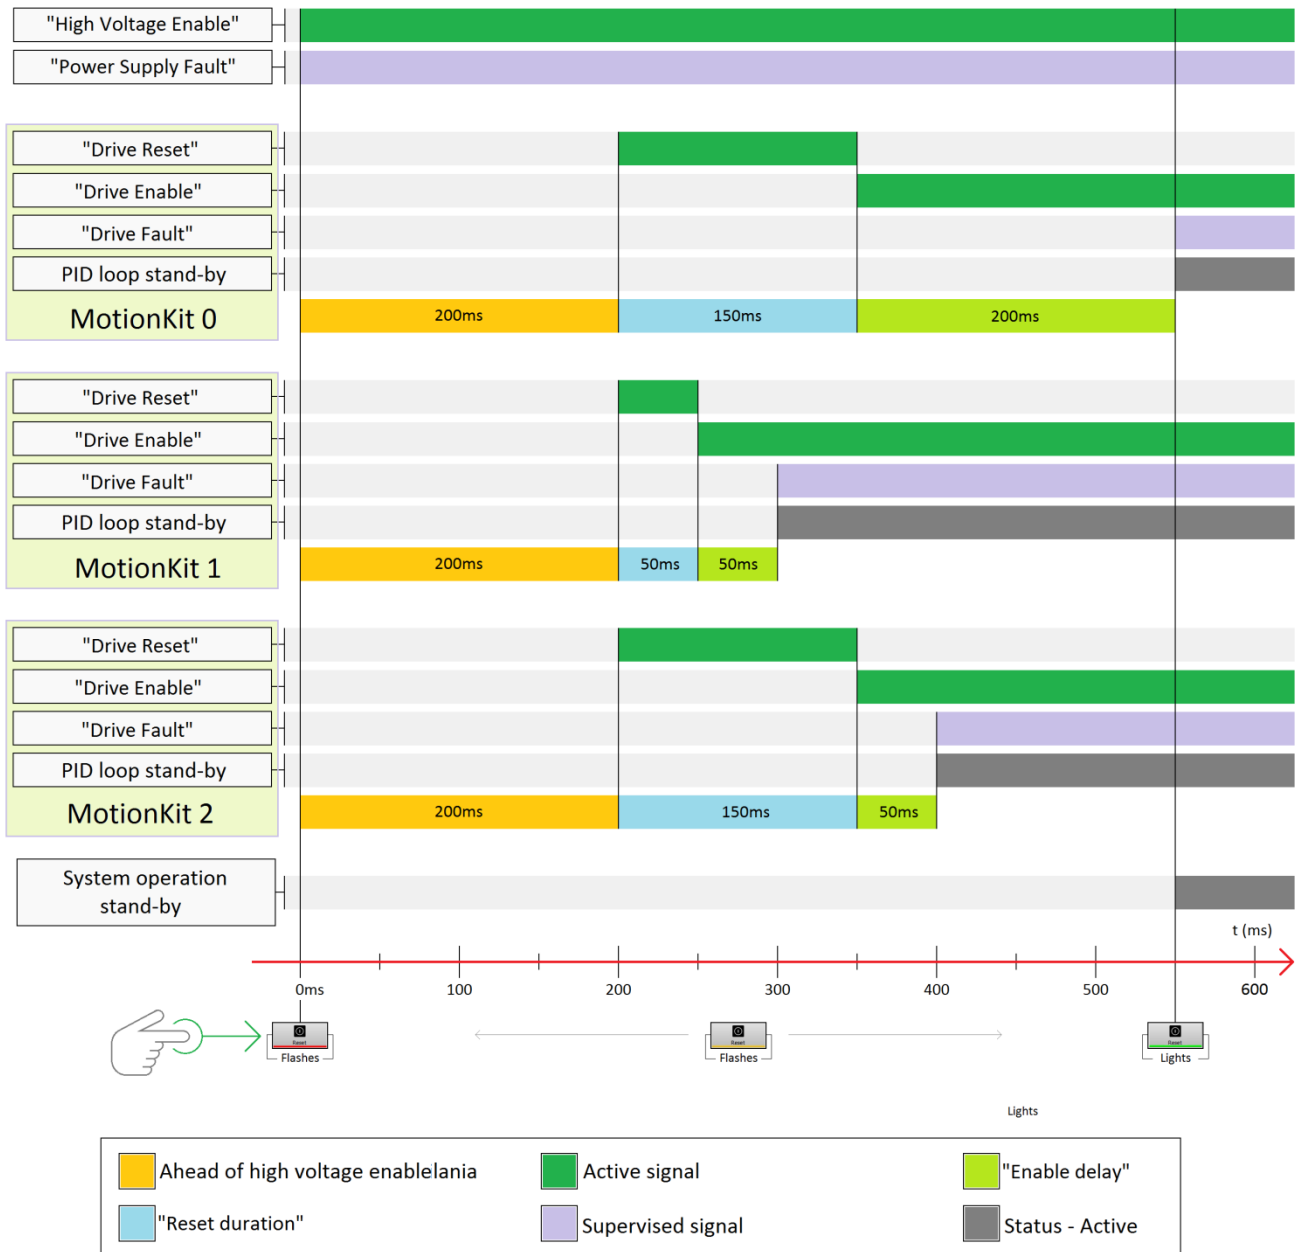 "High Voltage Enable"
"Power Supply Fault"
"Drive Reset"
"Drive Enable"
"Drive Fault"
PID loop stand-by
MotionKit 0
200ms
150ms
200ms
"Drive Reset"
"Drive Enable"
"Drive Fault"
PID loop stand-by
MotionKit 1
200ms
50ms
50ms
"Drive Reset"
"Drive Enable"
"Drive Fault"
PID loop stand-by
MotionKit 2
200ms
150ms
50ms
System operation
stand-by
t (ms)
0ms 100 200 300 400 500 600
Reset
Flashes
Reset
Flashes
Reset
Lights
Lights
Ahead of high voltage enablelania
Active signal
"Enable delay"
"Reset duration"
Supervised signal
Status - Active